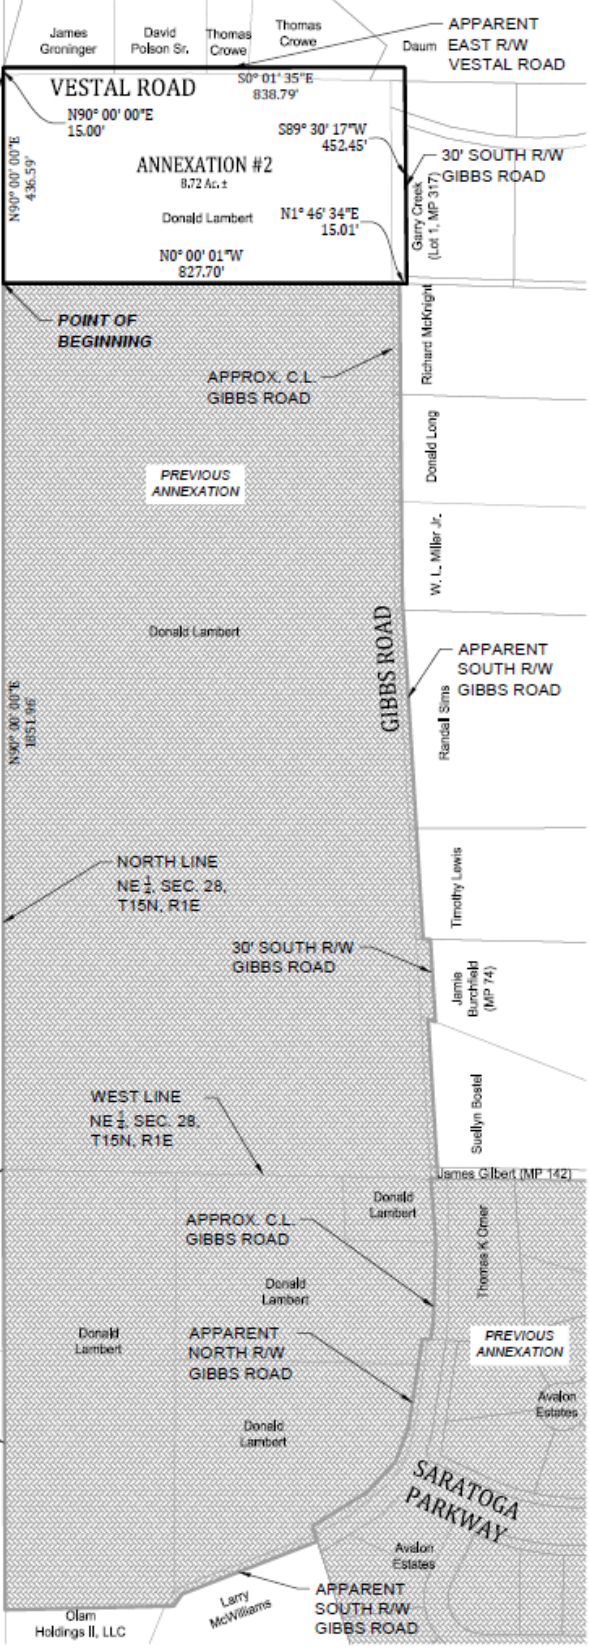 James
Groninger
David
Polson Sr.
Thomas
Crowe
Thomas
Crowe
Daum
APPARENT
EAST R/W
VESTAL ROAD
VESTAL ROAD
S0° 01' 35"E
838.79'
N90° 00' 00"E
15.00'
S89° 30' 17"W
452.45'
N90° 00' 00"E
436.59'
ANNEXATION #2
8.72 Ac. ±
30' SOUTH R/W
GIBBS ROAD
Garry Creek
(Lot 1, MP 317)
Donald Lambert
N1° 46' 34"E
15.01'
N0° 00' 01"W
827.70'
POINT OF
BEGINNING
Richard McKnight
APPROX. C.L.
GIBBS ROAD
Donald Long
PREVIOUS
ANNEXATION
W. L. Miller Jr.
Donald Lambert
GIBBS ROAD
APPARENT
SOUTH R/W
GIBBS ROAD
Randal Sims
N90° 00' 00"E
1851.96'
NORTH LINE
NE ¼, SEC. 28,
T15N, R1E
Timothy Lewis
30' SOUTH R/W
GIBBS ROAD
Jamie
Burchfield
(MP 74)
WEST LINE
NE ¼, SEC. 28,
T15N, R1E
Suellyn Bostel
James Gilbert (MP 142)
Donald
Lambert
APPROX. C.L.
GIBBS ROAD
Thomas K Orner
Donald
Lambert
Donald
Lambert
APPARENT
NORTH R/W
GIBBS ROAD
PREVIOUS
ANNEXATION
Avalon
Estates
Donald
Lambert
SARATOGA
PARKWAY
Avalon
Estates
Larry
McWilliams
APPARENT
SOUTH R/W
GIBBS ROAD
Olam
Holdings II, LLC